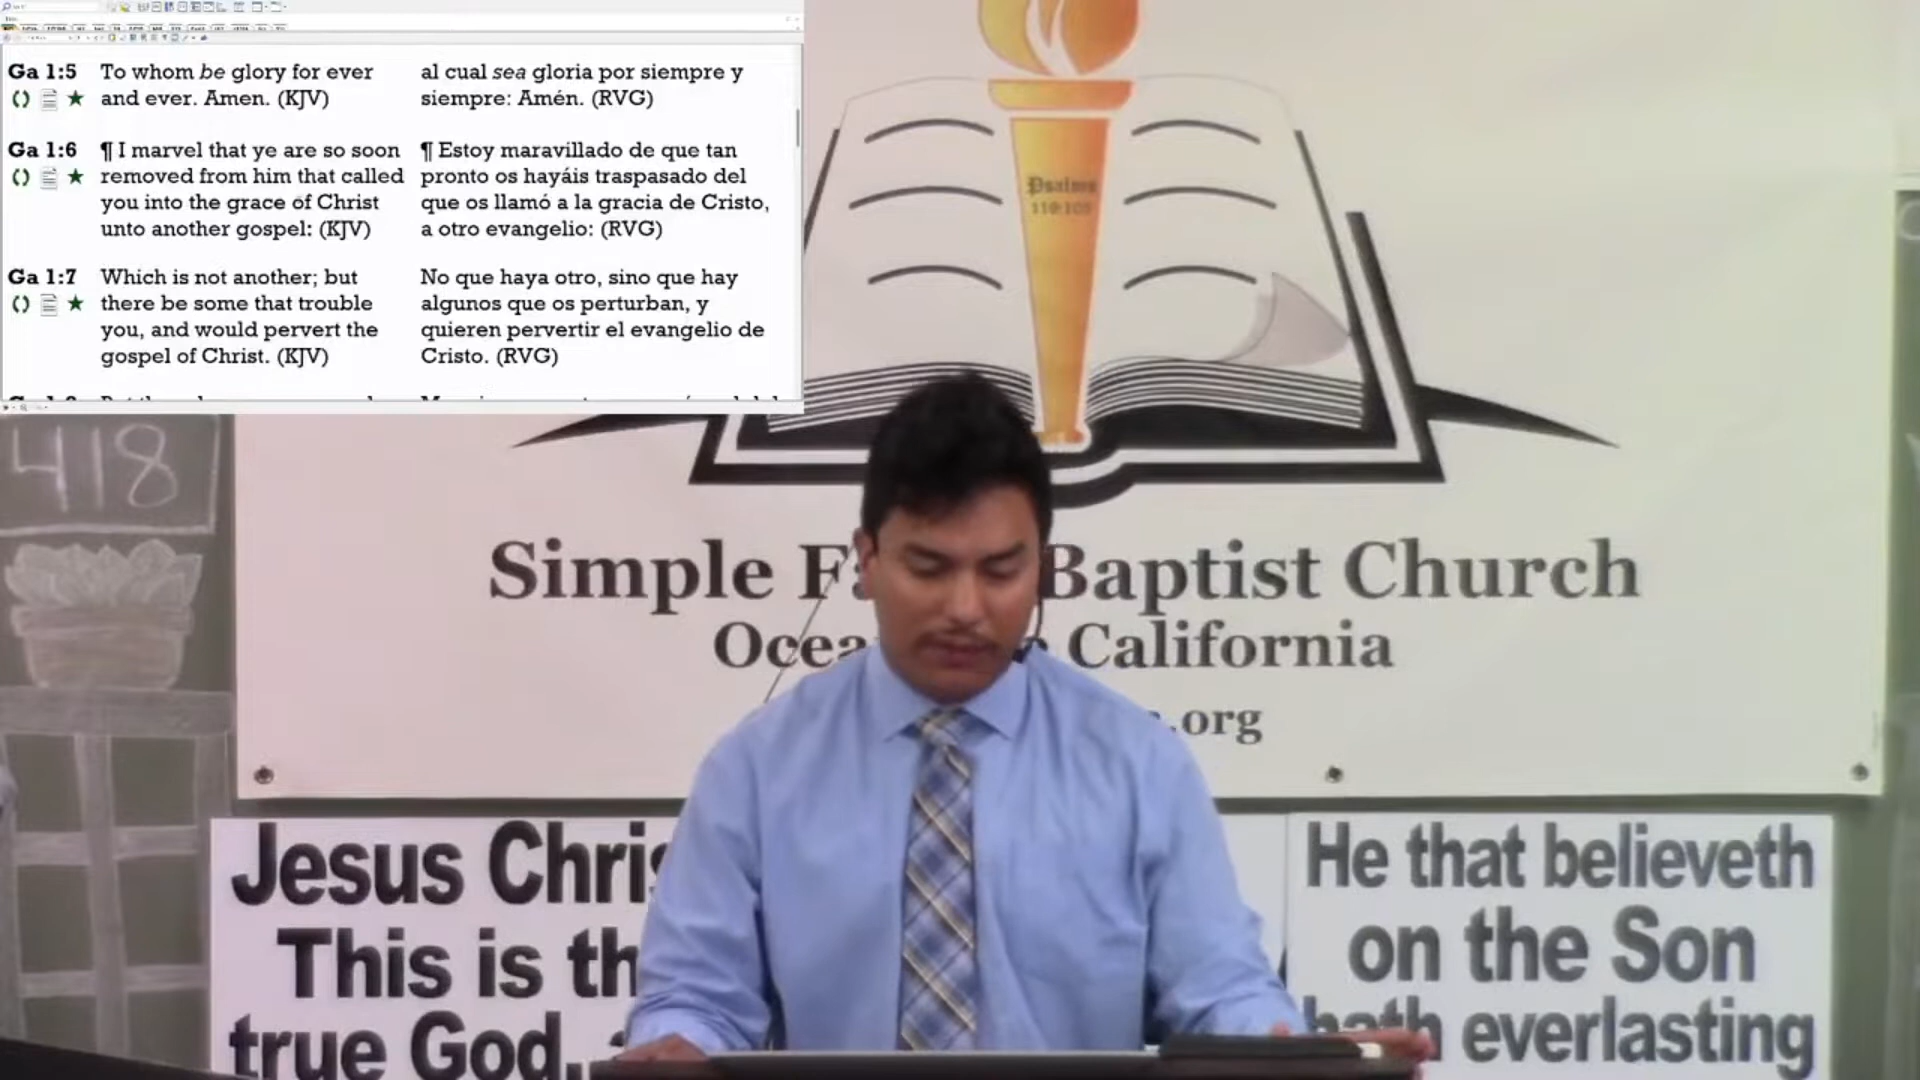 Ga 1:5
To whom be glory for ever
and ever. Amen. (KJV)
al cual sea gloria por siempre y
siempre: Amén. (RVG)
Ga 1:6
¶ I marvel that ye are so soon
removed from him that called
you into the grace of Christ
unto another gospel: (KJV)
¶ Estoy maravillado de que tan
pronto os hayáis traspasado del
que os llamó a la gracia de Cristo,
a otro evangelio: (RVG)
Ga 1:7
Which is not another; but
there be some that trouble
you, and would pervert the
gospel of Christ. (KJV)
No que haya otro, sino que hay
algunos que os perturban, y
quieren pervertir el evangelio de
Cristo. (RVG)
Psalms
418
Simple Baptist Church
California
.org
Jesus
This is
true God,
He that believeth
on the Son
hath everlasting